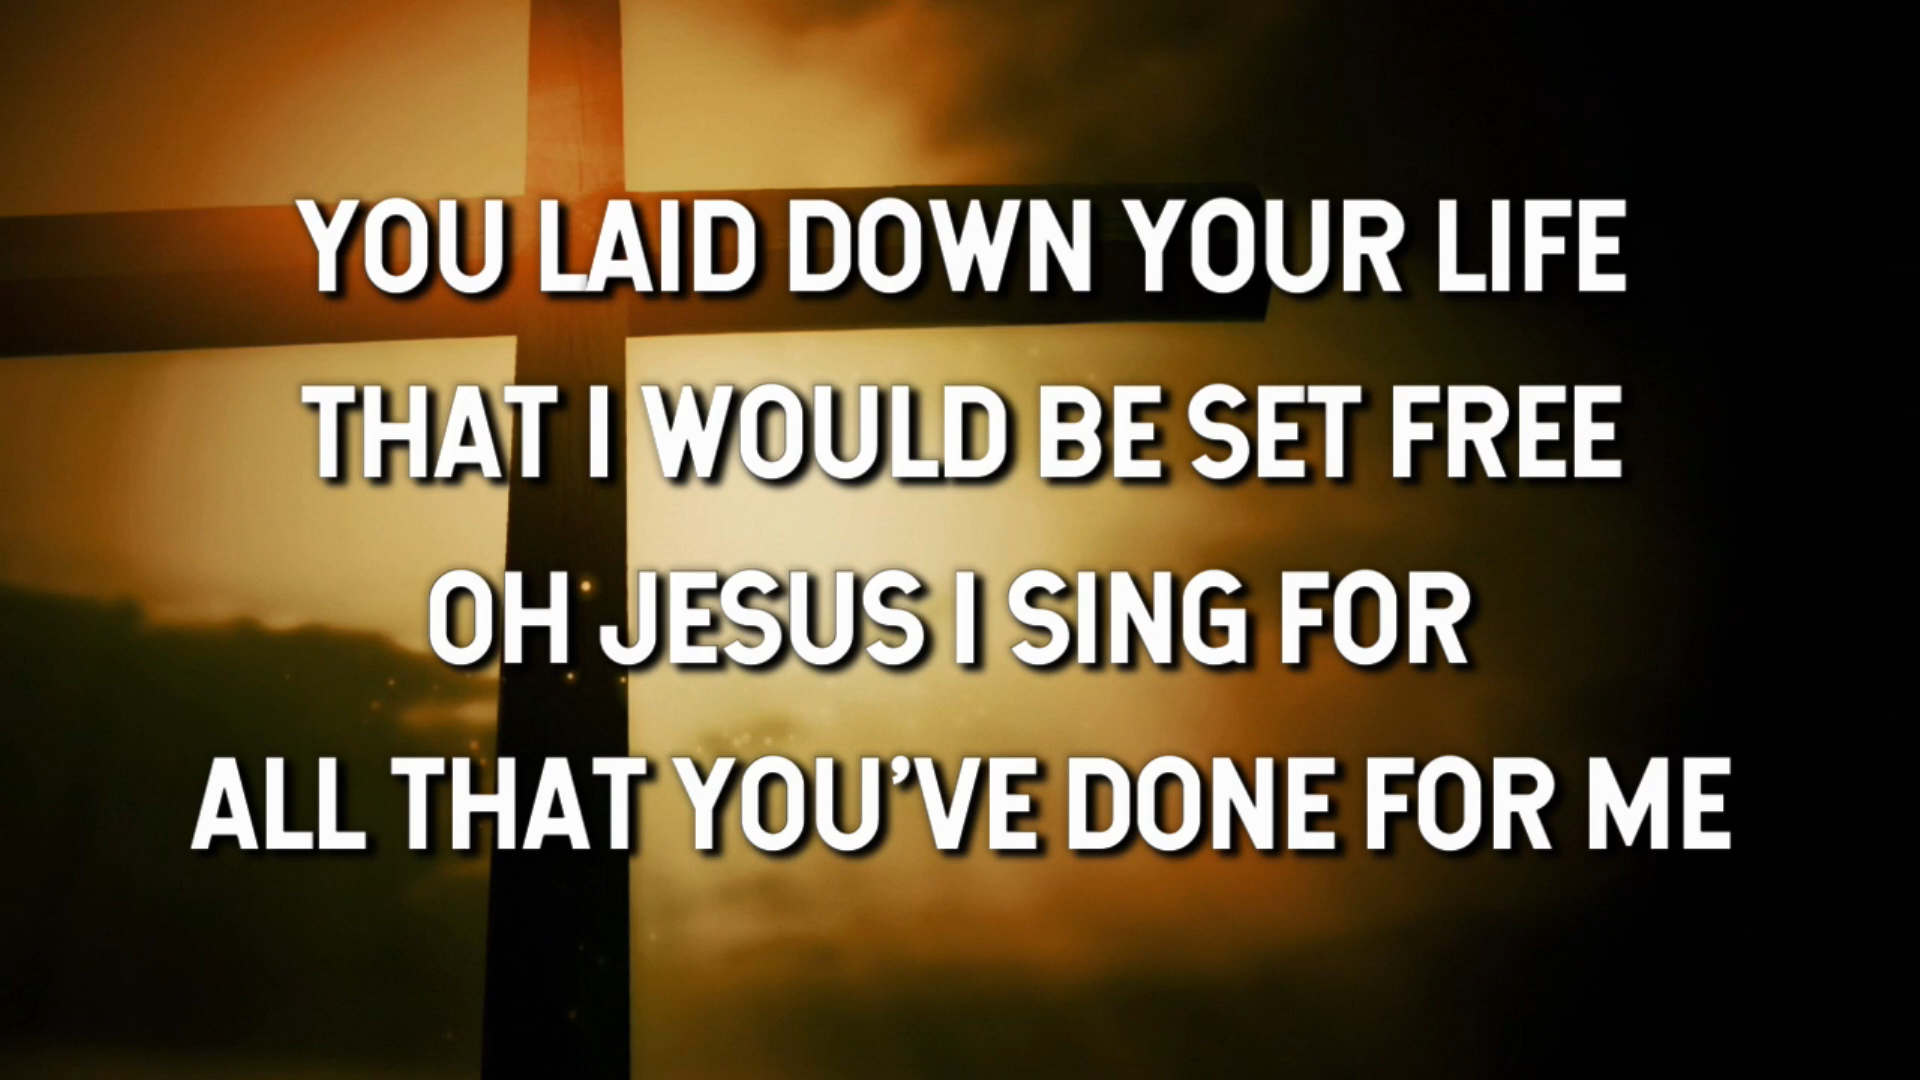 YOU LAID DOWN YOUR LIFE
THAT I WOULD BE SET FREE
OH JESUS I SING FOR
ALL THAT YOU'VE DONE FOR ME